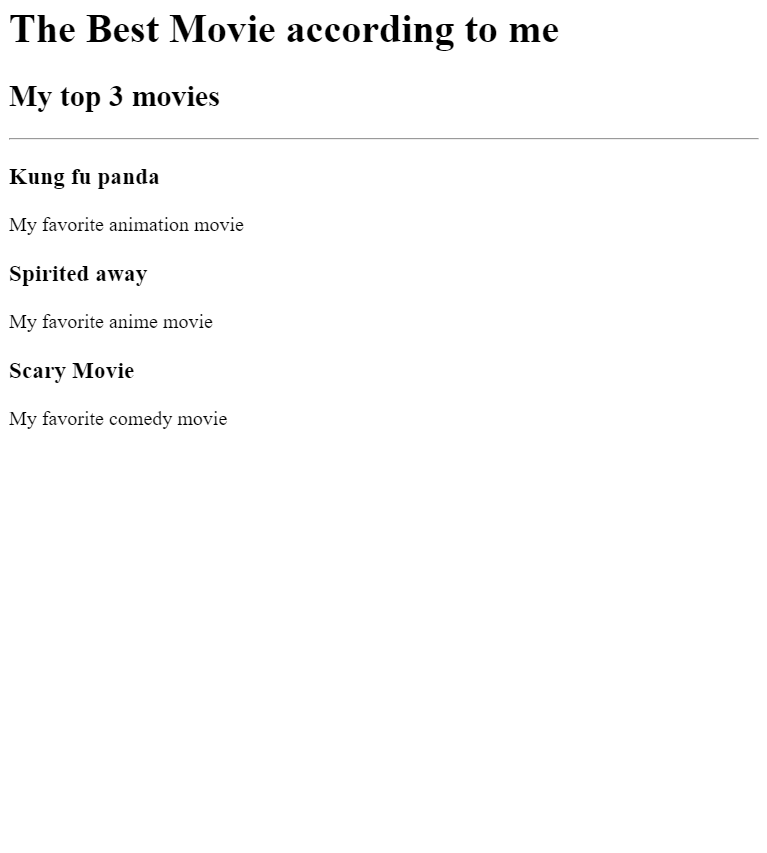 The Best Movie according to me
My top 3 movies
Kung fu panda
My favorite animation movie
Spirited away
My favorite anime movie
Scary Movie
My favorite comedy movie